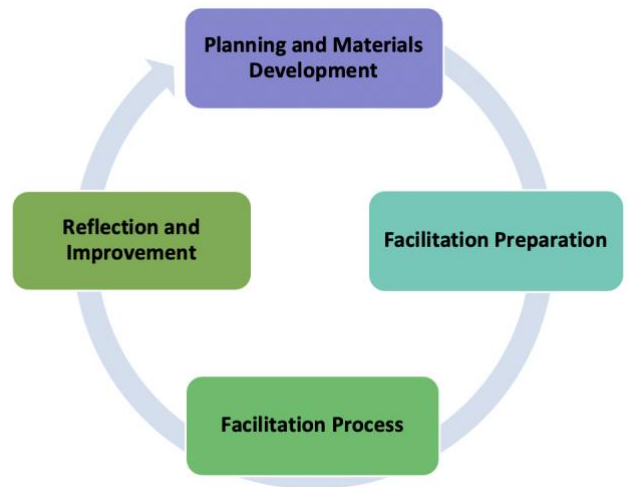 Planning and Materials
Development
Facilitation Preparation
Facilitation Process
Reflection and
Improvement